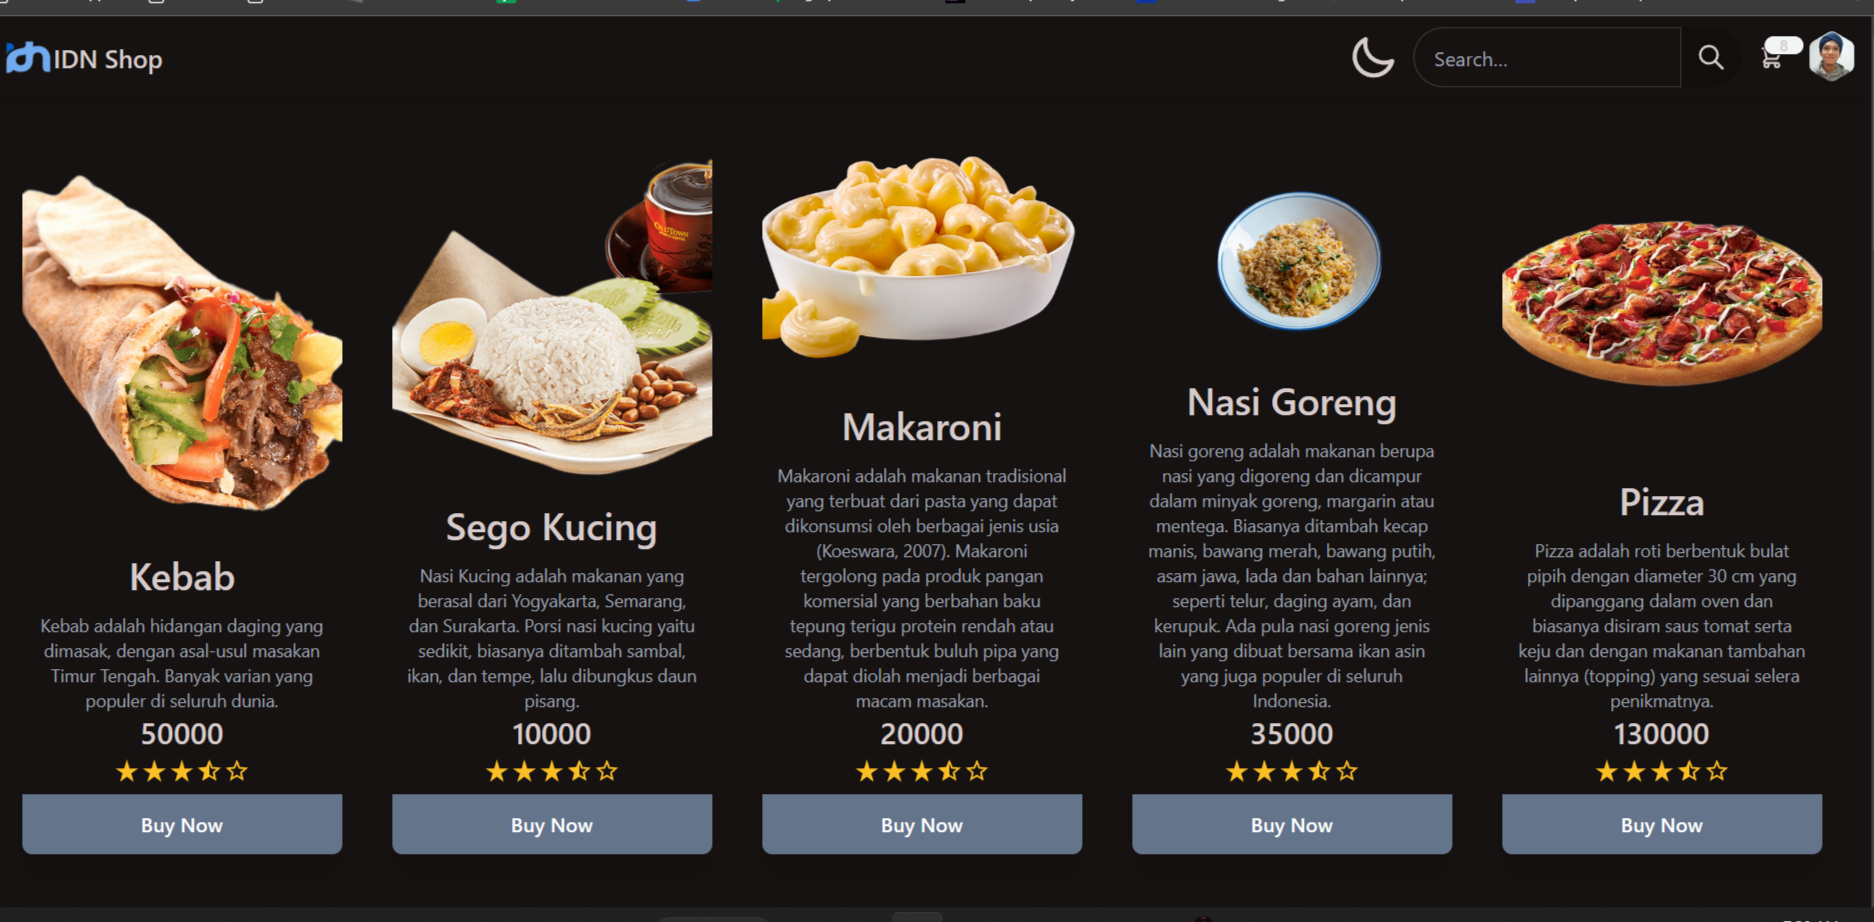 IDN Shop
Search...
8
OLDTOWN
Kebab
Kebab adalah hidangan daging yang
dimasak, dengan asal-usul masakan
Timur Tengah. Banyak varian yang
populer di seluruh dunia.
50000
Buy Now
Sego Kucing
Nasi Kucing adalah makanan yang
berasal dari Yogyakarta, Semarang,
dan Surakarta. Porsi nasi kucing yaitu
sedikit, biasanya ditambah sambal,
ikan, dan tempe, lalu dibungkus daun
pisang.
10000
Buy Now
Makaroni
Makaroni adalah makanan tradisional
yang terbuat dari pasta yang dapat
dikonsumsi oleh berbagai jenis usia
(Koeswara, 2007). Makaroni
tergolong pada produk pangan
komersial yang berbahan baku
tepung terigu protein rendah atau
sedang, berbentuk buluh pipa yang
dapat diolah menjadi berbagai
macam masakan.
20000
Buy Now
Nasi Goreng
Nasi goreng adalah makanan berupa
nasi yang digoreng dan dicampur
dalam minyak goreng, margarin atau
mentega. Biasanya ditambah kecap
manis, bawang merah, bawang putih,
asam jawa, lada dan bahan lainnya;
seperti telur, daging ayam, dan
kerupuk. Ada pula nasi goreng jenis
lain yang dibuat bersama ikan asin
yang juga populer di seluruh
Indonesia.
35000
Buy Now
Pizza
Pizza adalah roti berbentuk bulat
pipih dengan diameter 30 cm yang
dipanggang dalam oven dan
biasanya disiram saus tomat serta
keju dan dengan makanan tambahan
lainnya (topping) yang sesuai selera
penikmatnya.
130000
Buy Now